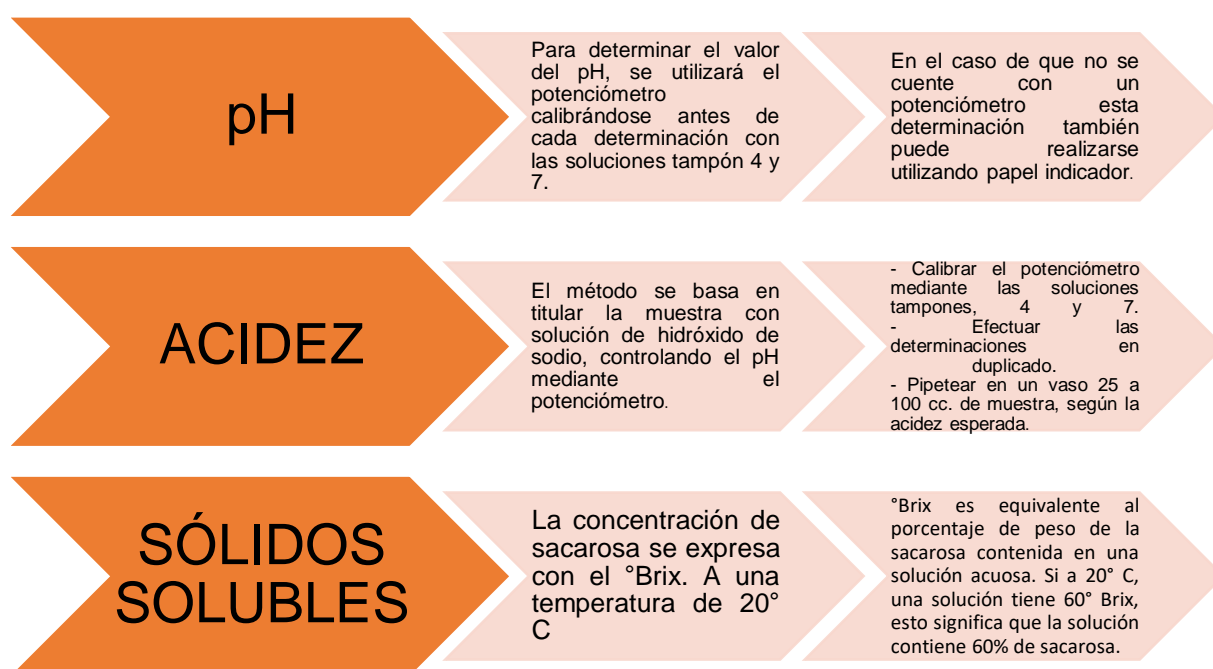 pH
Para determinar el valor
del pH, se utilizará el
potenciómetro
calibrándose antes de
cada determinación con
las soluciones tampón 4 y
7.
En el caso de que no se
cuente con un
potenciómetro esta
determinación también
puede realizarse
utilizando papel indicador.
ACIDEZ
El método se basa en
titular la muestra con
solución de hidróxido de
sodio, controlando el pH
mediante el
potenciómetro.
- Calibrar el potenciómetro
mediante las soluciones
tampones, 4 y 7.
- Efectuar las
determinaciones en
duplicado.
- Pipetear en un vaso 25 a
100 cc. de muestra, según la
acidez esperada.
SÓLIDOS
SOLUBLES
La concentración de
sacarosa se expresa
con el °Brix. A una
temperatura de 20°
C
°Brix es equivalente al
porcentaje de peso de la
sacarosa contenida en una
solución acuosa. Si a 20° C,
una solución tiene 60° Brix,
esto significa que la solución
contiene 60% de sacarosa.